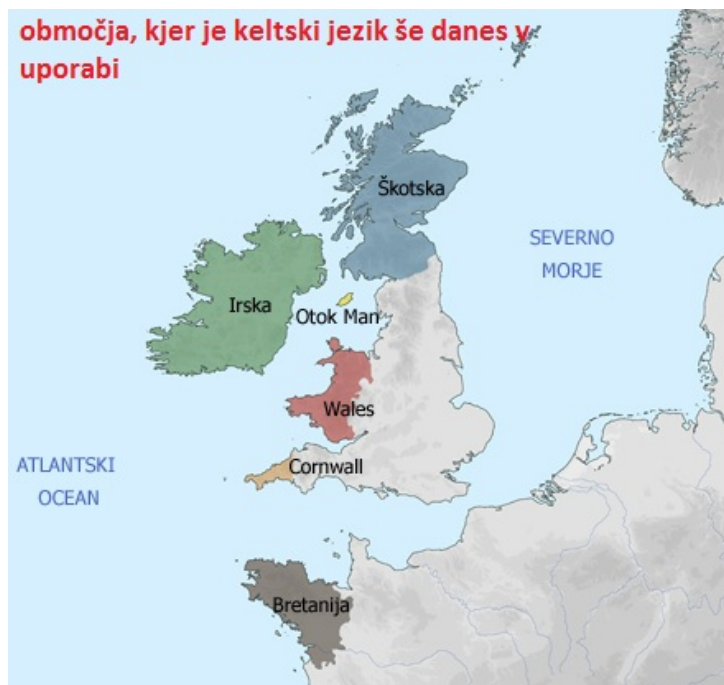 območja, kjer je keltski jezik še danes v
uporabi
Škotska
SEVERNO
MORJE
Irska
Otok Man
Wales
ATLANTSKI
OCEAN
Cornwall
Bretanija